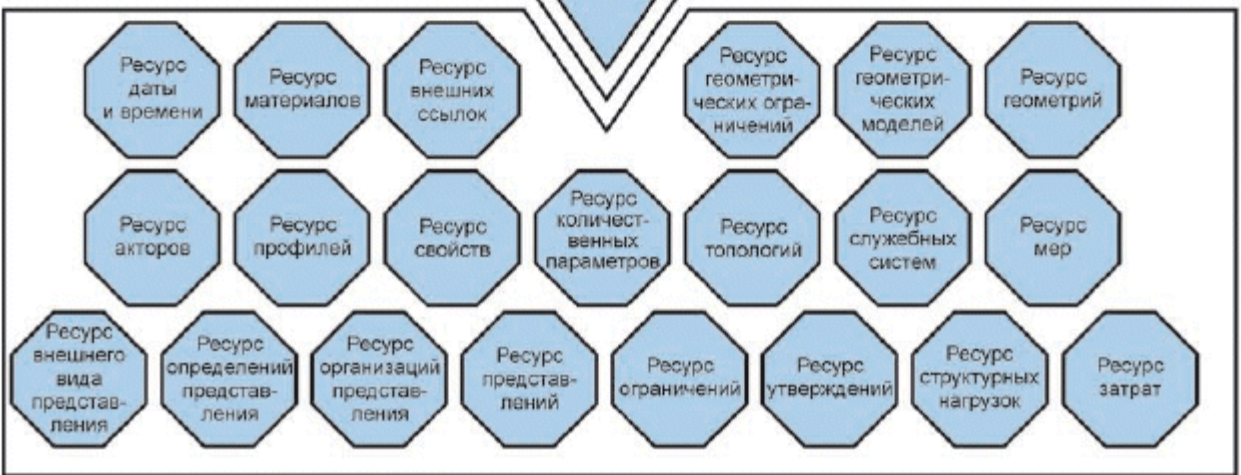 Ресурс
даты
и времени
Ресурс
материалов
Ресурс
внешних
ссылок
Ресурс
геометри-
ческих огра-
ничений
Ресурс
геометри-
ческих
моделей
Ресурс
геометрий
Ресурс
акторов
Ресурс
профилей
Ресурс
свойств
Ресурс
количест-
венных
параметров
Ресурс
топологий
Ресурс
служебных
систем
Ресурс
мер
Ресурс
внешнего
вида
представ-
ления
Ресурс
определений
представ-
ления
Ресурс
организаций
представ-
ления
Ресурс
представ-
лений
Ресурс
ограничений
Ресурс
утверждений
Ресурс
структурных
нагрузок
Ресурс
затрат